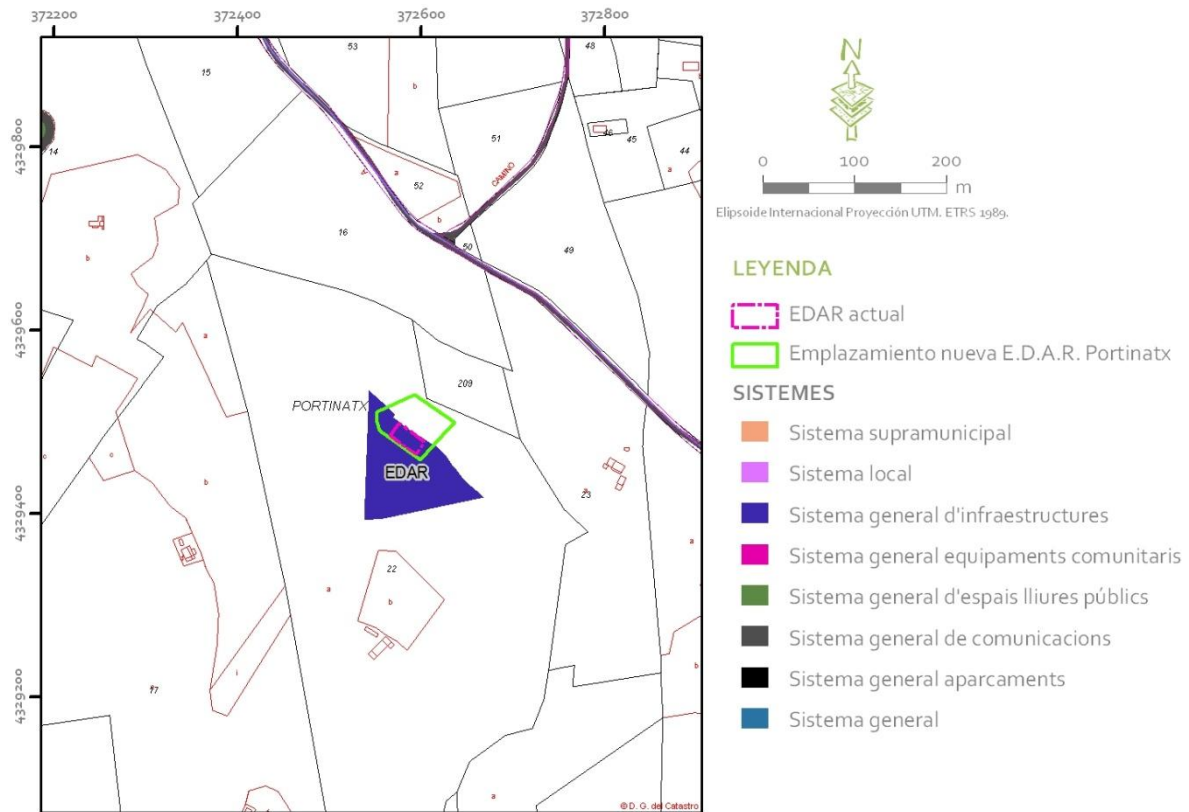 372200
372400
372600
372800
4329800
4329600
4329400
4329200
53
48
15
b
51
46
45
44
14
a
52
CAMINO
a
b
16
50
49
b
a
209
PORTINATX
EDAR
c
c
b
23
22
a
b
a
i
17
b
a
© D. G. del Catastro
N
0 100 200
m
Elipsoide Internacional Proyección UTM. ETRS 1989.
LEYENDA
EDAR actual
Emplazamiento nueva E.D.A.R. Portinatx
SISTEMES
Sistema supramunicipal
Sistema local
Sistema general d'infraestructures
Sistema general equipaments comunitaris
Sistema general d'espais lliures públics
Sistema general de comunicacions
Sistema general aparcaments
Sistema general